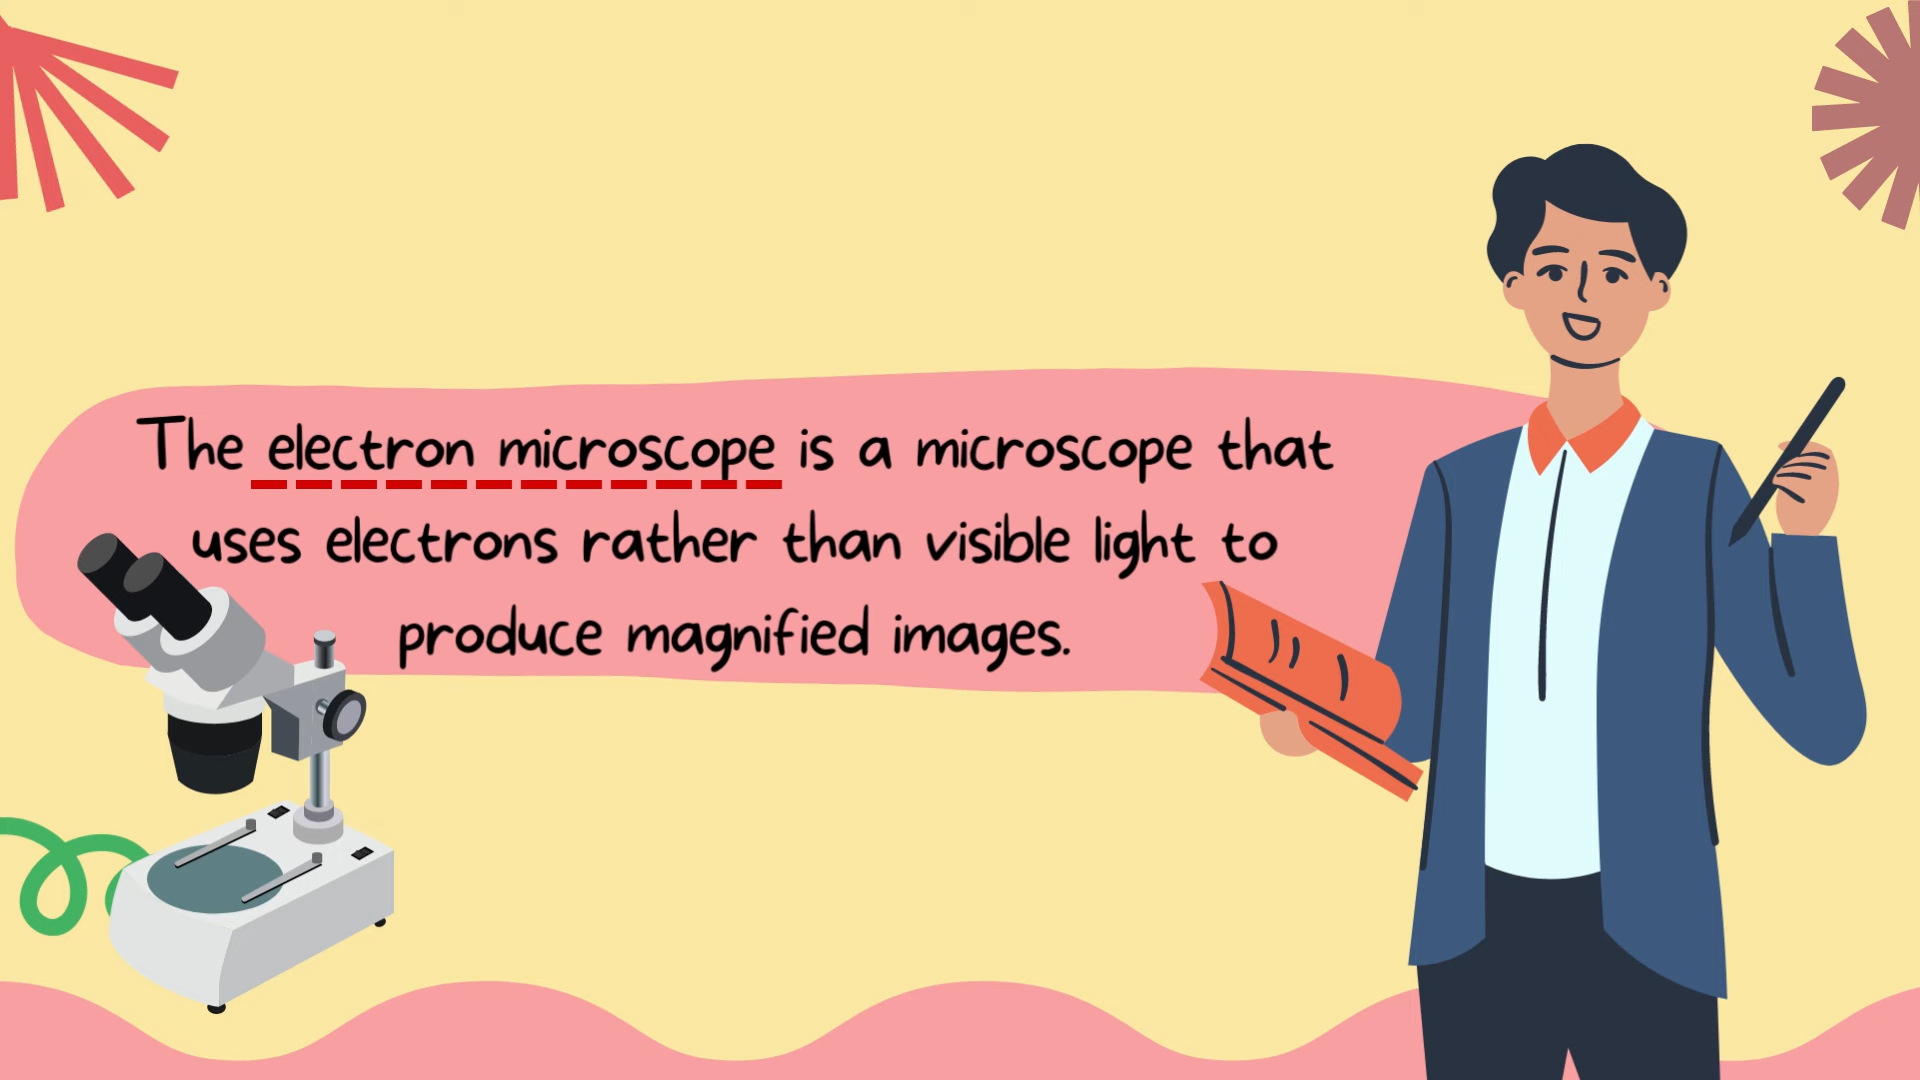 The electron microscope is a microscope that
uses electrons rather than visible light to
produce magnified images.